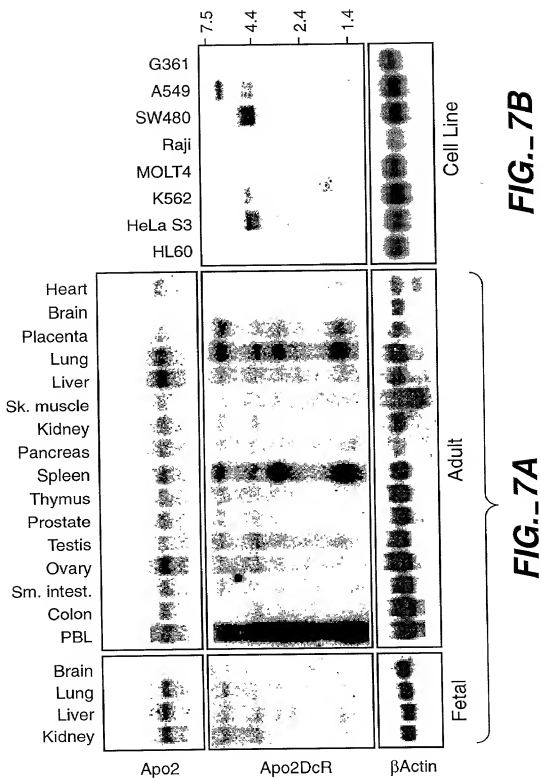 7.5
4.4
2.4
1.4
G361
A549
SW480
Raji
MOLT4
K562
HeLa S3
HL60
Cell Line
FIG._7B
Heart
Brain
Placenta
Lung
Liver
Sk. muscle
Kidney
Pancreas
Spleen
Thymus
Prostate
Testis
Ovary
Sm. intest.
Colon
PBL
Adult
FIG._7A
Brain
Lung
Liver
Kidney
Fetal
Apo2
Apo2DcR
βActin